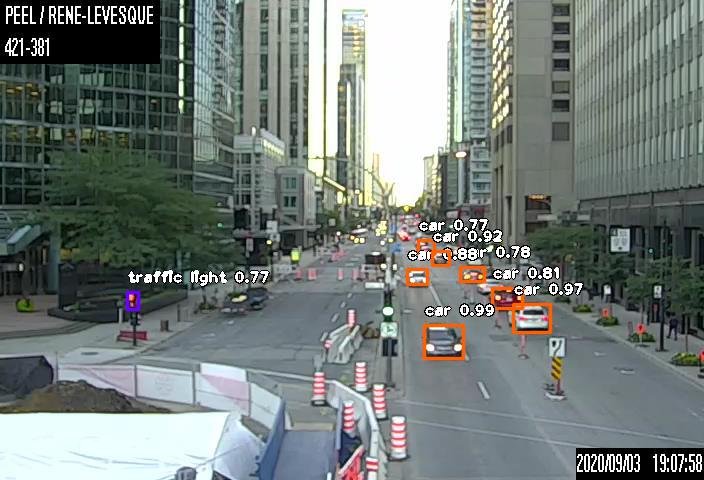 PEEL / RENE-LEVESQUE
421-381
car 0.77
car 0.92
car 0.88
r 0.78
traffic light 0.77
car 0.81
car 0.97
car 0.99
2020/09/03 19:07:58